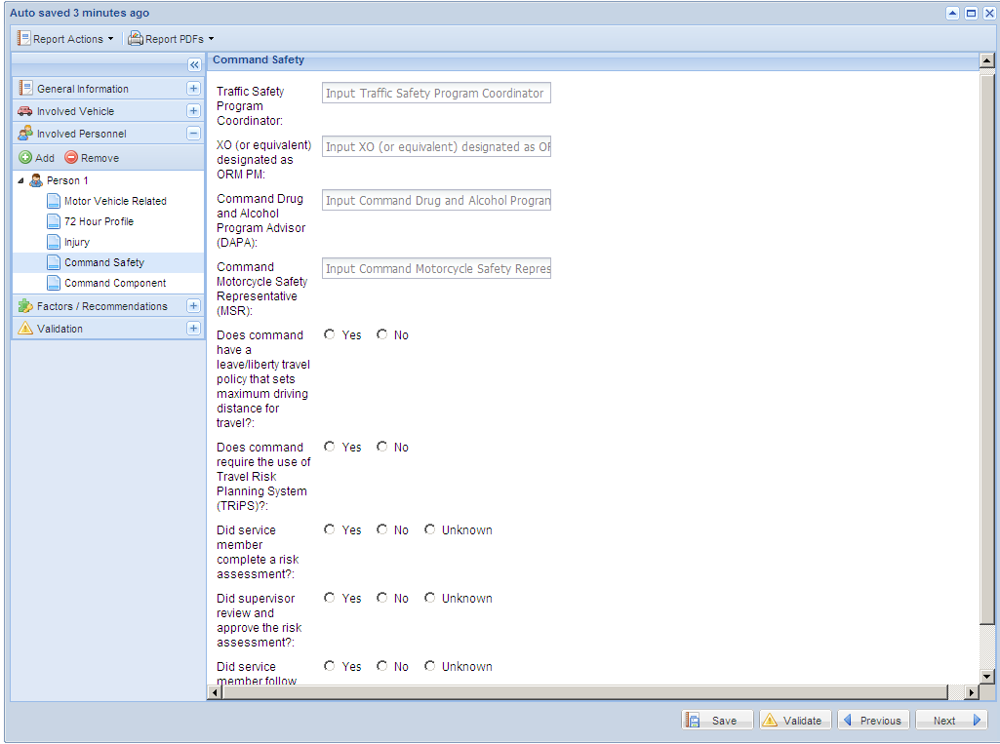 Auto saved 3 minutes ago
Report Actions
Report PDFs
General Information
Involved Vehicle
Involved Personnel
Add
Remove
Person 1
Motor Vehicle Related
72 Hour Profile
Injury
Command Safety
Command Component
Factors / Recommendations
Validation
Command Safety
Traffic Safety
Program
Coordinator:
Input Traffic Safety Program Coordinator
XO (or equivalent)
designated as
ORM PM:
Input XO (or equivalent) designated as OR
Command Drug
and Alcohol
Program Advisor
(DAPA):
Input Command Drug and Alcohol Program
Command
Motorcycle Safety
Representative
(MSR):
Input Command Motorcycle Safety Repres
Does command
have a
leave/liberty travel
policy that sets
maximum driving
distance for
travel?:
Yes No
Does command
require the use of
Travel Risk
Planning System
(TRiPS)?:
Yes No
Did service
member
complete a risk
assessment?:
Yes No Unknown
Did supervisor
review and
approve the risk
assessment?:
Yes No Unknown
Did service
member follow
Yes No Unknown
Save
Validate
Previous
Next